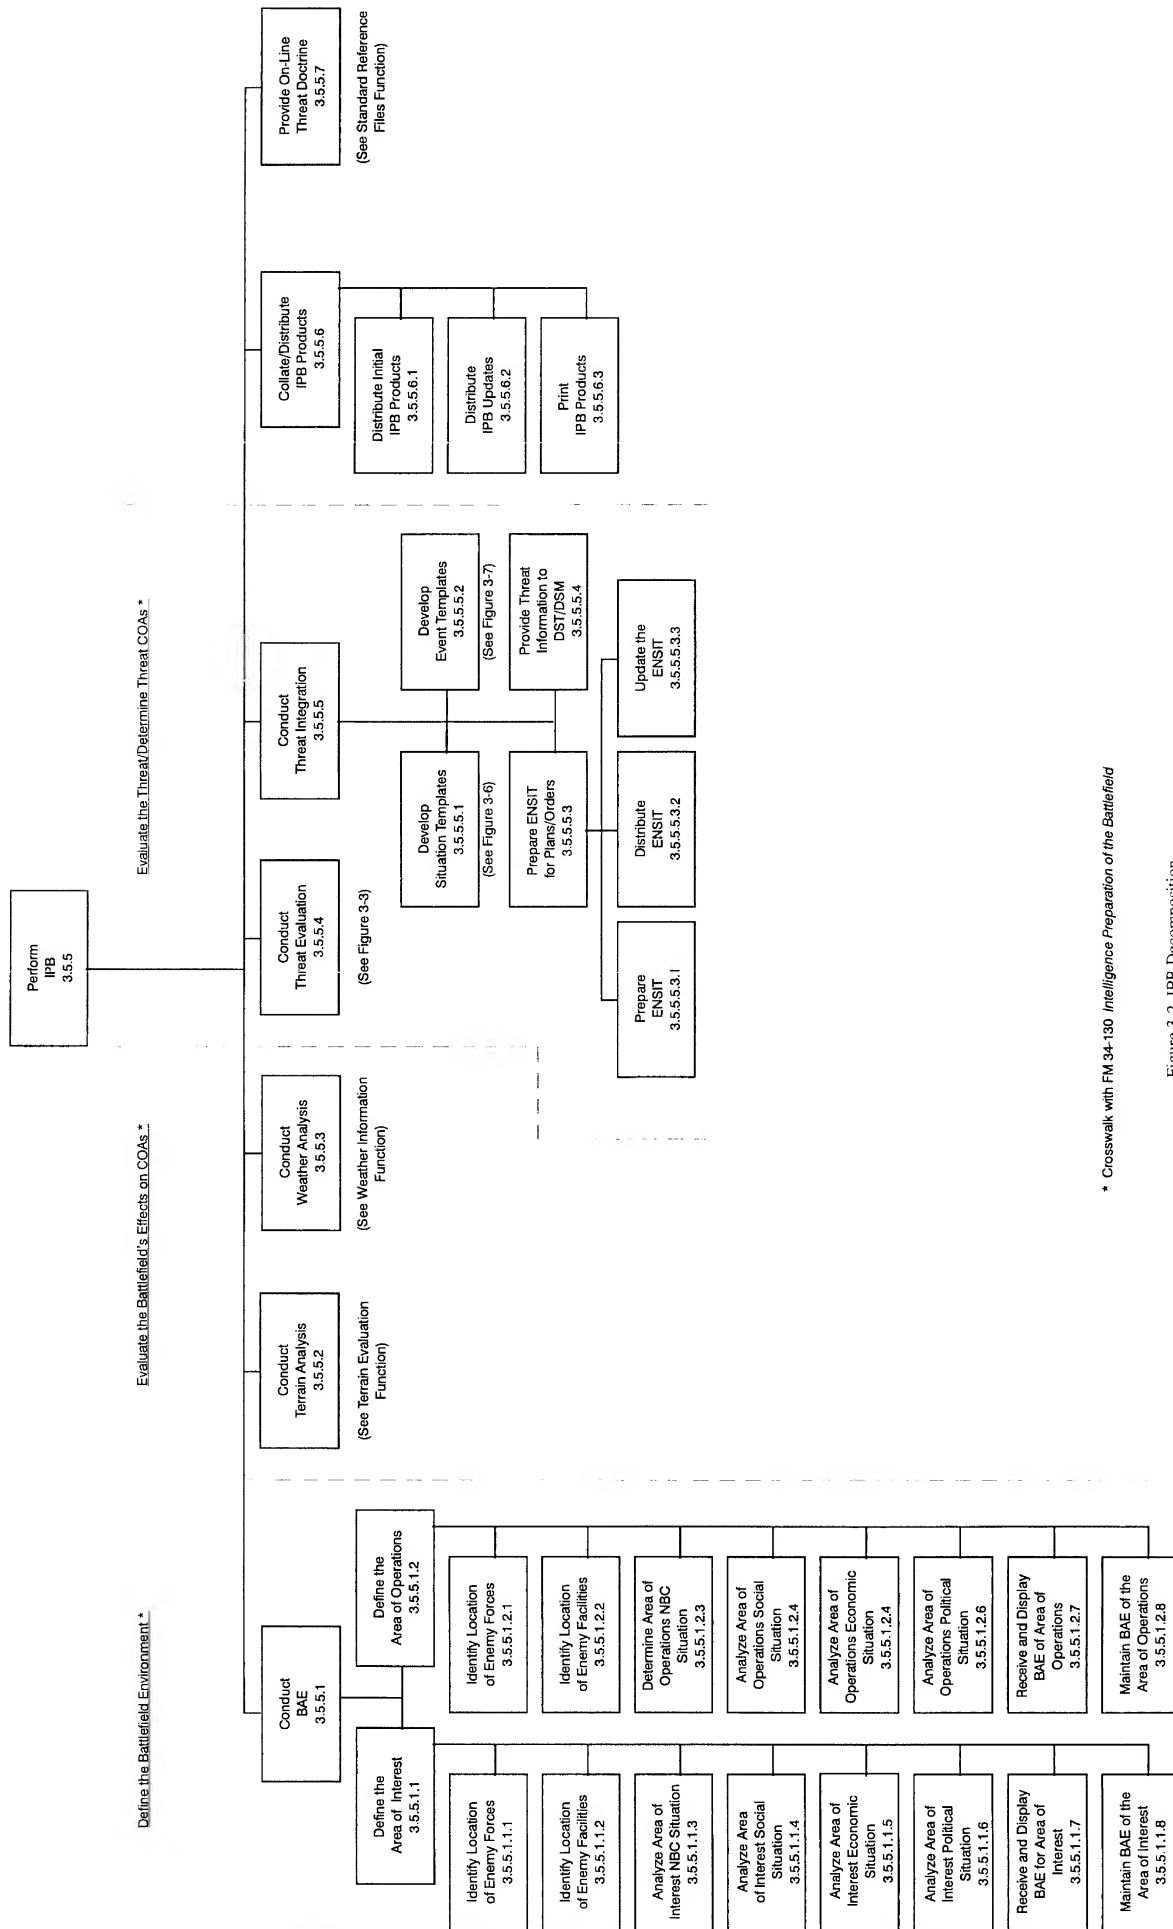 Perform
IPB
3.5.5
Define the Battlefield Environment *
Evaluate the Battlefield's Effects on COAs *
Evaluate the Threat/Determine Threat COAs *
Conduct
BAE
3.5.5.1
Conduct
Terrain Analysis
3.5.5.2
(See Terrain Evaluation
Function)
Conduct
Weather Analysis
3.5.5.3
(See Weather Information
Function)
Conduct
Threat Evaluation
3.5.5.4
(See Figure 3-3)
Conduct
Threat Integration
3.5.5.5
Collate/Distribute
IPB Products
3.5.5.6
Provide On-Line
Threat Doctrine
3.5.5.7
(See Standard Reference
Files Function)
Define the
Area of Interest
3.5.5.1.1
Identify Location
of Enemy Forces
3.5.5.1.1.1
Identify Location
of Enemy Facilities
3.5.5.1.1.2
Analyze Area of
Interest NBC Situation
3.5.5.1.1.3
Analyze Area
of Interest Social
Situation
3.5.5.1.1.4
Analyze Area of
Interest Economic
Situation
3.5.5.1.1.5
Analyze Area of
Interest Political
Situation
3.5.5.1.1.6
Receive and Display
BAE for Area of
Interest
3.5.5.1.1.7
Maintain BAE of the
Area of Interest
3.5.5.1.1.8
Define the
Area of Operations
3.5.5.1.2
Identify Location
of Enemy Forces
3.5.5.1.2.1
Identify Location
of Enemy Facilities
3.5.5.1.2.2
Determine Area of
Operations NBC
Situation
3.5.5.1.2.3
Analyze Area of
Operations Social
Situation
3.5.5.1.2.4
Analyze Area of
Operations Economic
Situation
3.5.5.1.2.4
Analyze Area of
Operations Political
Situation
3.5.5.1.2.6
Receive and Display
BAE of Area of
Operations
3.5.5.1.2.7
Maintain BAE of the
Area of Operations
3.5.5.1.2.8
Develop
Situation Templates
3.5.5.5.1
(See Figure 3-6)
Develop
Event Templates
3.5.5.5.2
(See Figure 3-7)
Prepare ENSIT
for Plans/Orders
3.5.5.5.3
Provide Threat
Information to
DST/DSM
3.5.5.5.4
Prepare
ENSIT
3.5.5.5.3.1
Distribute
ENSIT
3.5.5.5.3.2
Update the
ENSIT
3.5.5.5.3.3
Distribute Initial
IPB Products
3.5.5.6.1
Distribute
IPB Updates
3.5.5.6.2
Print
IPB Products
3.5.5.6.3
* Crosswalk with FM 34-130 Intelligence Preparation of the Battlefield
Figure 3-2. IPB Decomposition